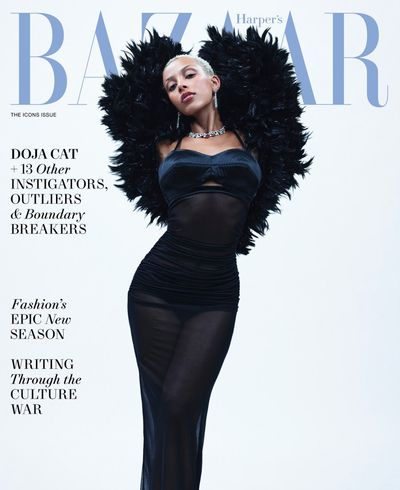 Harper's
BAZAAR
THE ICONS ISSUE
DOJA CAT
+ 13 Other
INSTIGATORS,
OUTLIERS
& Boundary
BREAKERS
Fashion's
EPIC New
SEASON
WRITING
Through the
CULTURE
WAR